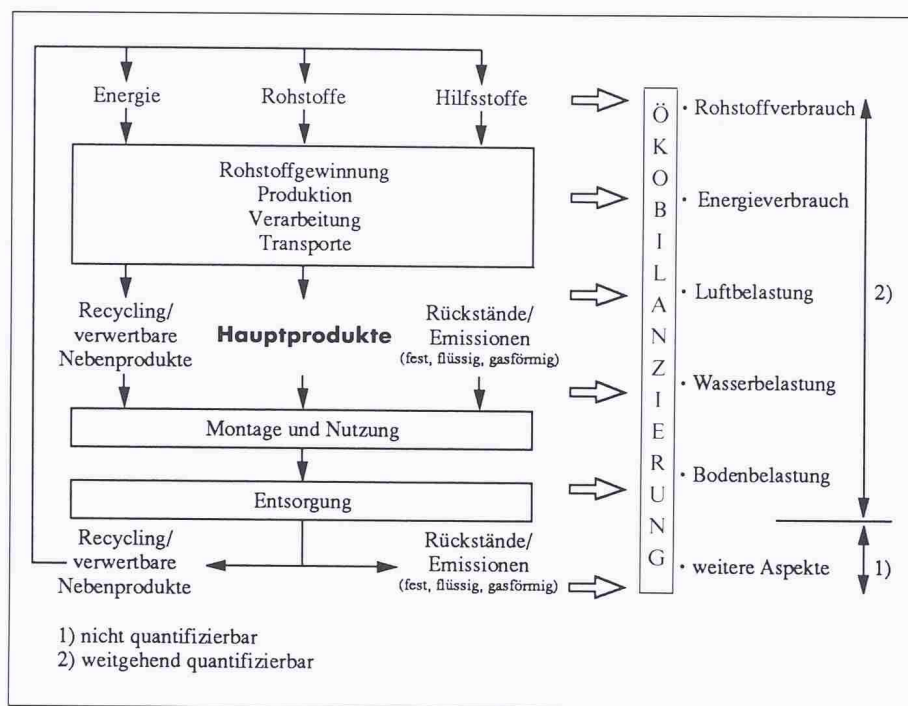 Energie
Rohstoffe
Hilfsstoffe
Rohstoffgewinnung
Produktion
Verarbeitung
Transporte
Recycling/
verwertbare
Nebenprodukte
Hauptprodukte
Rückstände/
Emissionen
(fest, flüssig, gasförmig)
Montage und Nutzung
Entsorgung
Recycling/
verwertbare
Nebenprodukte
Rückstände/
Emissionen
(fest, flüssig, gasförmig)
ÖKOBILANZIERUNG
· Rohstoffverbrauch
· Energieverbrauch
· Luftbelastung
· Wasserbelastung
· Bodenbelastung
· weitere Aspekte
2)
1)
1) nicht quantifizierbar
2) weitgehend quantifizierbar